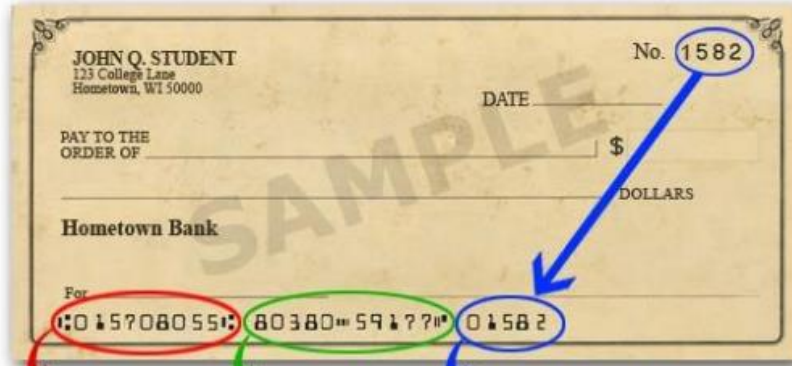 JOHN Q. STUDENT
123 College Lane
Hometown, WI 50000
No. 1582
DATE
PAY TO THE
ORDER OF
$
SAMPLE
DOLLARS
Hometown Bank
For
⑆015708055⑆ 80380⑉59177⑈ 01582